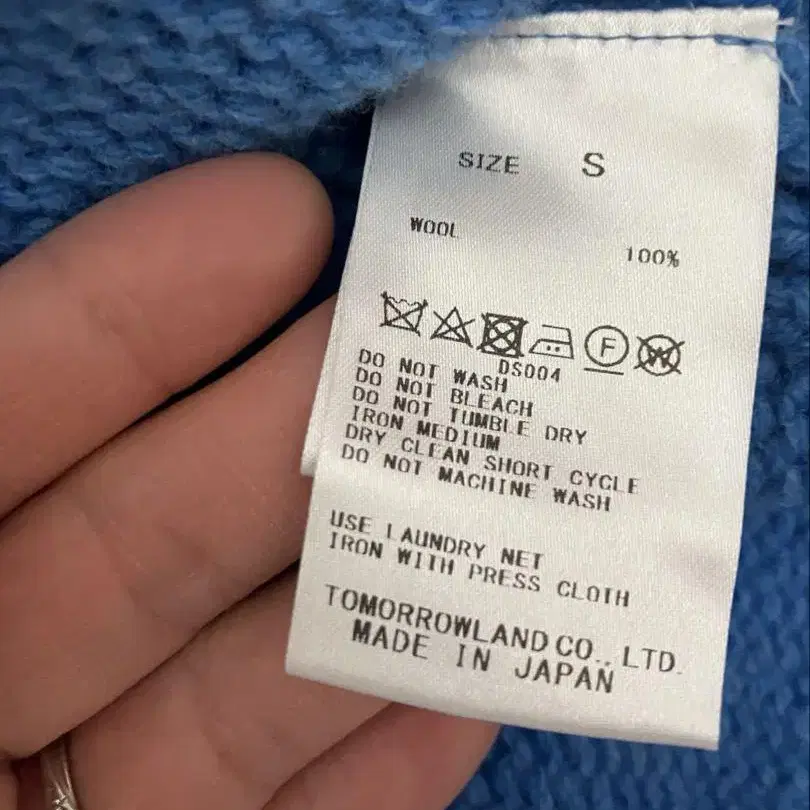 SIZE S
WOOL
100%
F W
DS004
DO NOT WASH
DO NOT BLEACH
DO NOT TUMBLE DRY
IRON MEDIUM
DRY CLEAN SHORT CYCLE
DO NOT MACHINE WASH
USE LAUNDRY NET
IRON WITH PRESS CLOTH
TOMORROWLAND CO., LTD.
MADE IN JAPAN